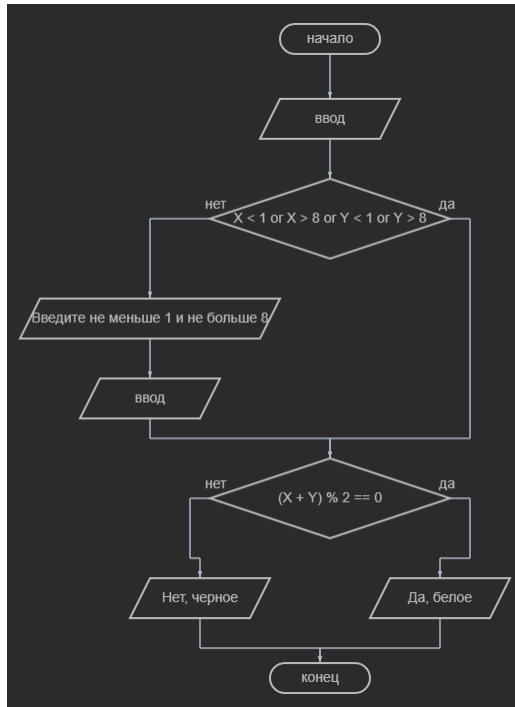 начало
ввод
нет
да
X < 1 or X > 8 or Y < 1 or Y > 8
Введите не меньше 1 и не больше 8
ввод
нет
да
(X + Y) % 2 == 0
Нет, черное
Да, белое
конец